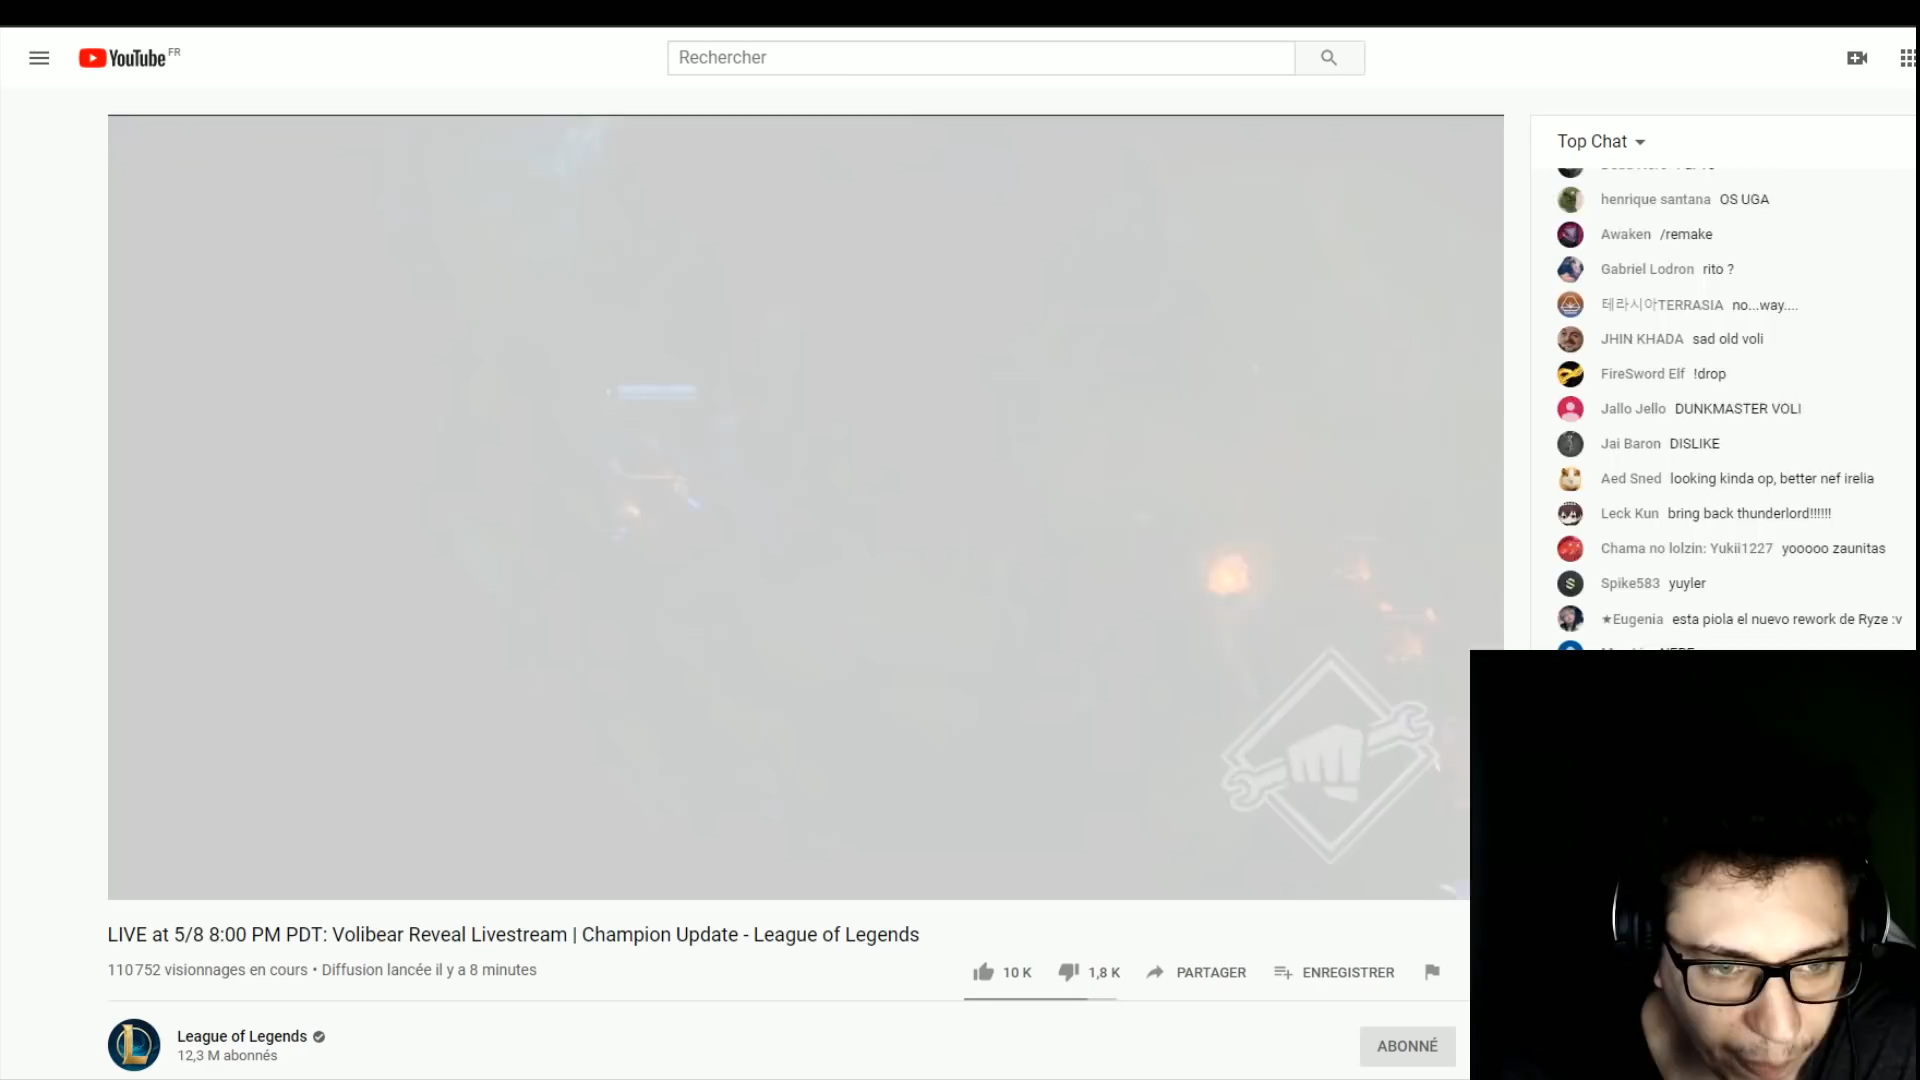 YouTube FR
Rechercher
Top Chat
henrique santana OS UGA
Awaken /remake
Gabriel Lodron rito ?
테라시아TERRASIA no...way....
JHIN KHADA sad old voli
FireSword Elf !drop
Jallo Jello DUNKMASTER VOLI
Jai Baron DISLIKE
Aed Sned looking kinda op, better nef irelia
Leck Kun bring back thunderlord!!!!!!
Chama no lolzin: Yukii1227 yooooo zaunitas
S Spike583 yuyler
★Eugenia esta piola el nuevo rework de Ryze :v
LIVE at 5/8 8:00 PM PDT: Volibear Reveal Livestream | Champion Update - League of Legends
110 752 visionnages en cours • Diffusion lancée il y a 8 minutes
10 K 1,8 K PARTAGER ENREGISTRER
League of Legends
12,3 M abonnés
ABONNÉ